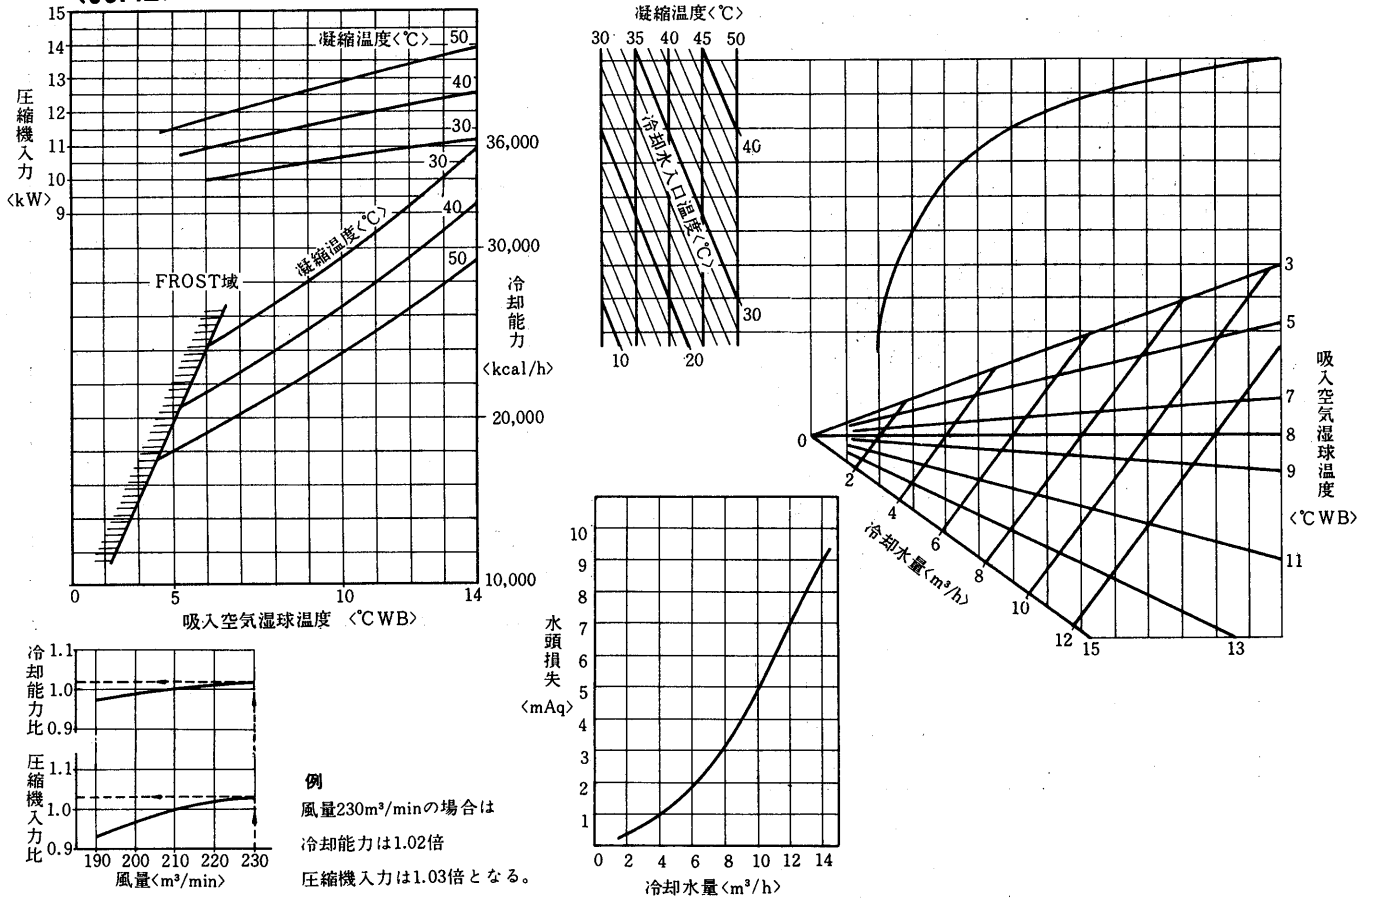 15
14
13
12
11
10
9
圧縮機入力
<kW>
凝縮温度<℃>
50
40
30
36,000
30
40
50
凝縮温度<℃>
30,000
冷却能力
<kcal/h>
20,000
10,000
FROST域
0 5 10 14
吸入空気湿球温度 <℃WB>
凝縮温度<℃>
30 35 40 45 50
冷却水入口温度<℃>
40
30
10 20
3
5
7
8
9
11
13
15
吸入空気湿球温度
<℃WB>
0
2
4
6
8
10
12
冷却水量<m³/h>
冷却能力比
1.1
1.0
0.9
圧縮機入力比
1.1
1.0
0.9
190 200 210 220 230
風量<m³/min>
例
風量230m³/minの場合は
冷却能力は1.02倍
圧縮機入力は1.03倍となる。
水頭損失
<mAq>
10
9
8
7
6
5
4
3
2
1
0 2 4 6 8 10 12 14
冷却水量<m³/h>